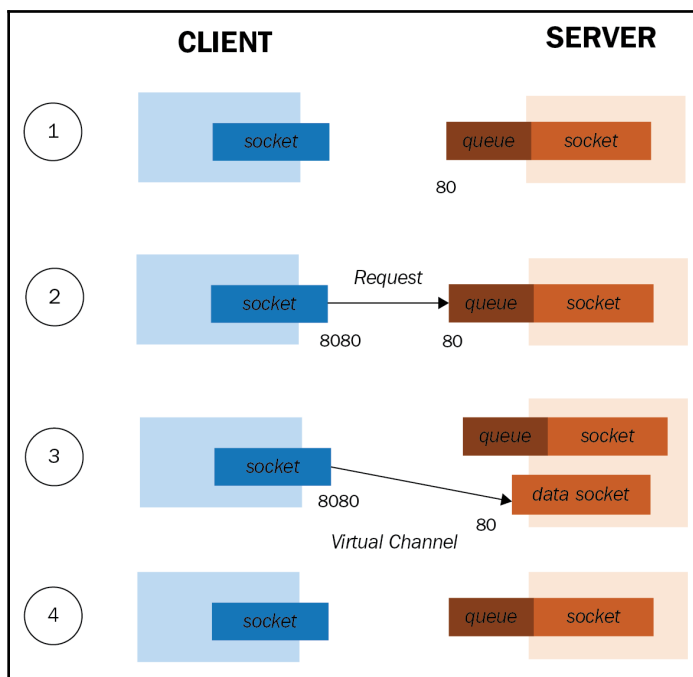 CLIENT SERVER
1 socket queue socket
80
2 socket Request queue socket
8080 80
3 socket queue socket
data socket
8080 80
Virtual Channel
4 socket queue socket